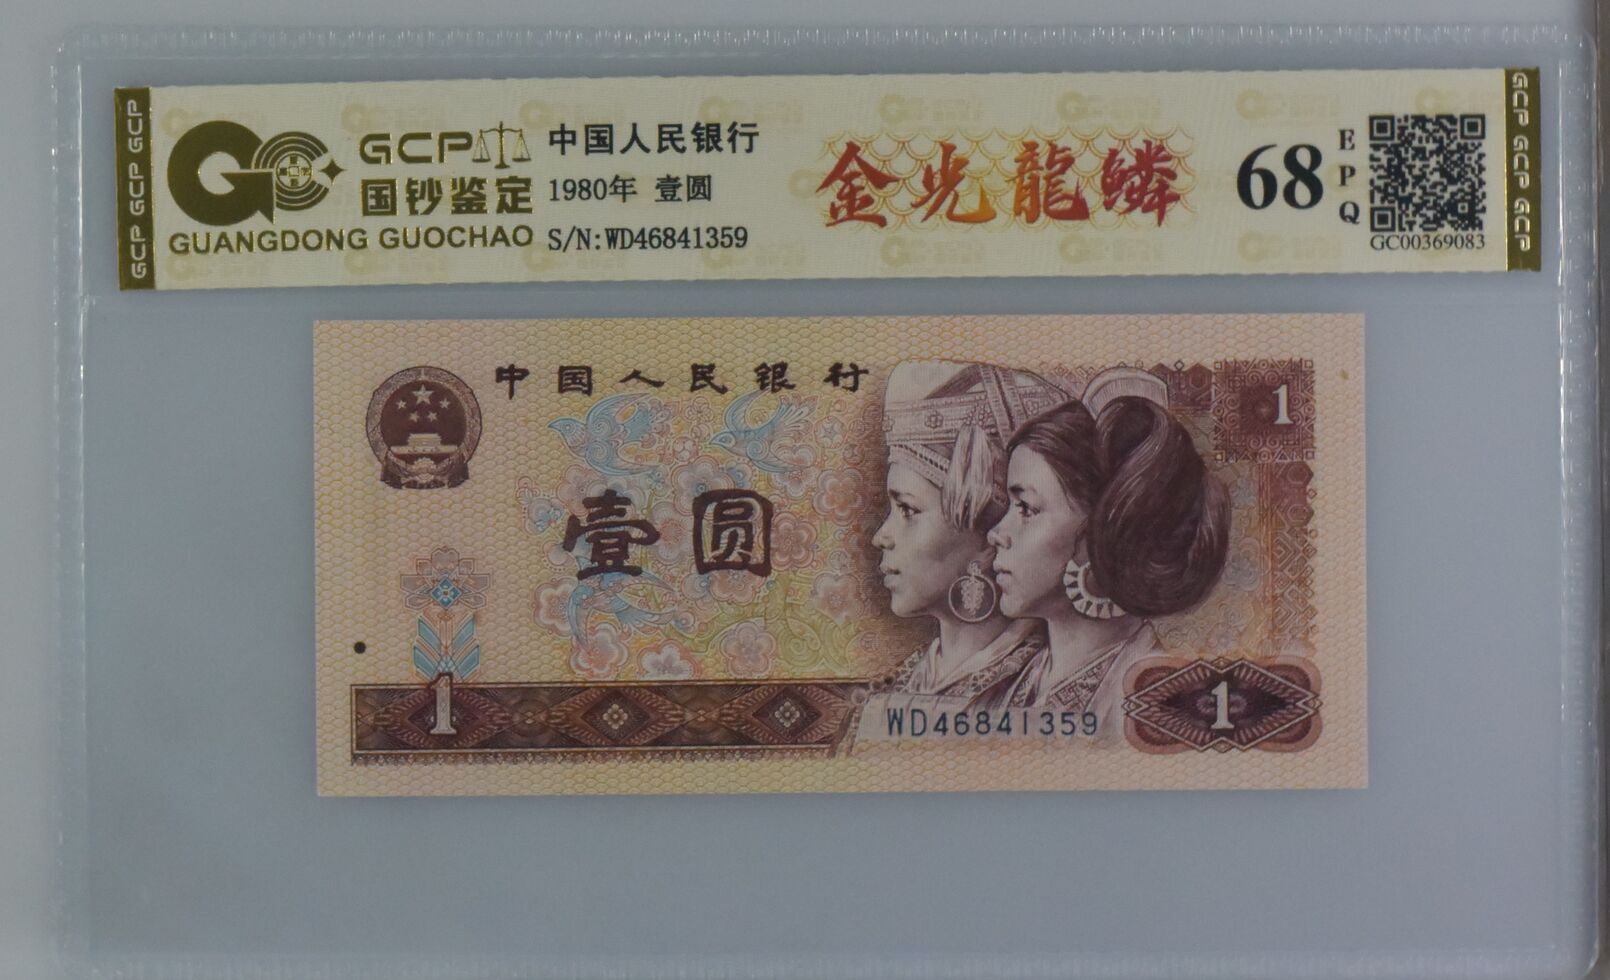 GCP GCP GCP
GCP
国钞鉴定
GUANGDONG GUOCHAO
中国人民银行
1980年 壹圆
S/N:WD46841359
金光龍鳞
68
EPQ
GC00369083
GCP GCP GCP
中国人民银行
1
壹圆
1
WD46841359
1